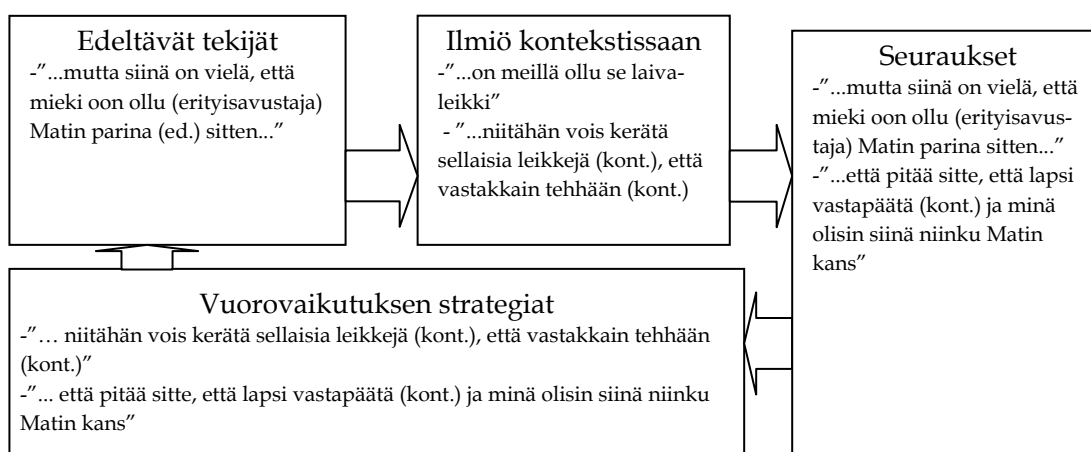 Edeltävät tekijät
-”...mutta siinä on vielä, että
mieki oon ollu (erityisavustaja)
Matin parina (ed.) sitten...”
Ilmiö kontekstissaan
-”...on meillä ollu se laiva-
leikki”
- ”...niitähän vois kerätä
sellaisia leikkejä (kont.), että
vastakkain tehhään (kont.)
Seuraukset
-”...mutta siinä on vielä, että
mieki oon ollu (erityisavus-
taja) Matin parina sitten...”
-”...että pitää sitte, että lapsi
vastapäätä (kont.) ja minä
olisin siinä niinku Matin
kans”
Vuorovaikutuksen strategiat
-”… niitähän vois kerätä sellaisia leikkejä (kont.), että vastakkain tehhään
(kont.)”
-”... että pitää sitte, että lapsi vastapäätä (kont.) ja minä olisin siinä niinku
Matin kans”